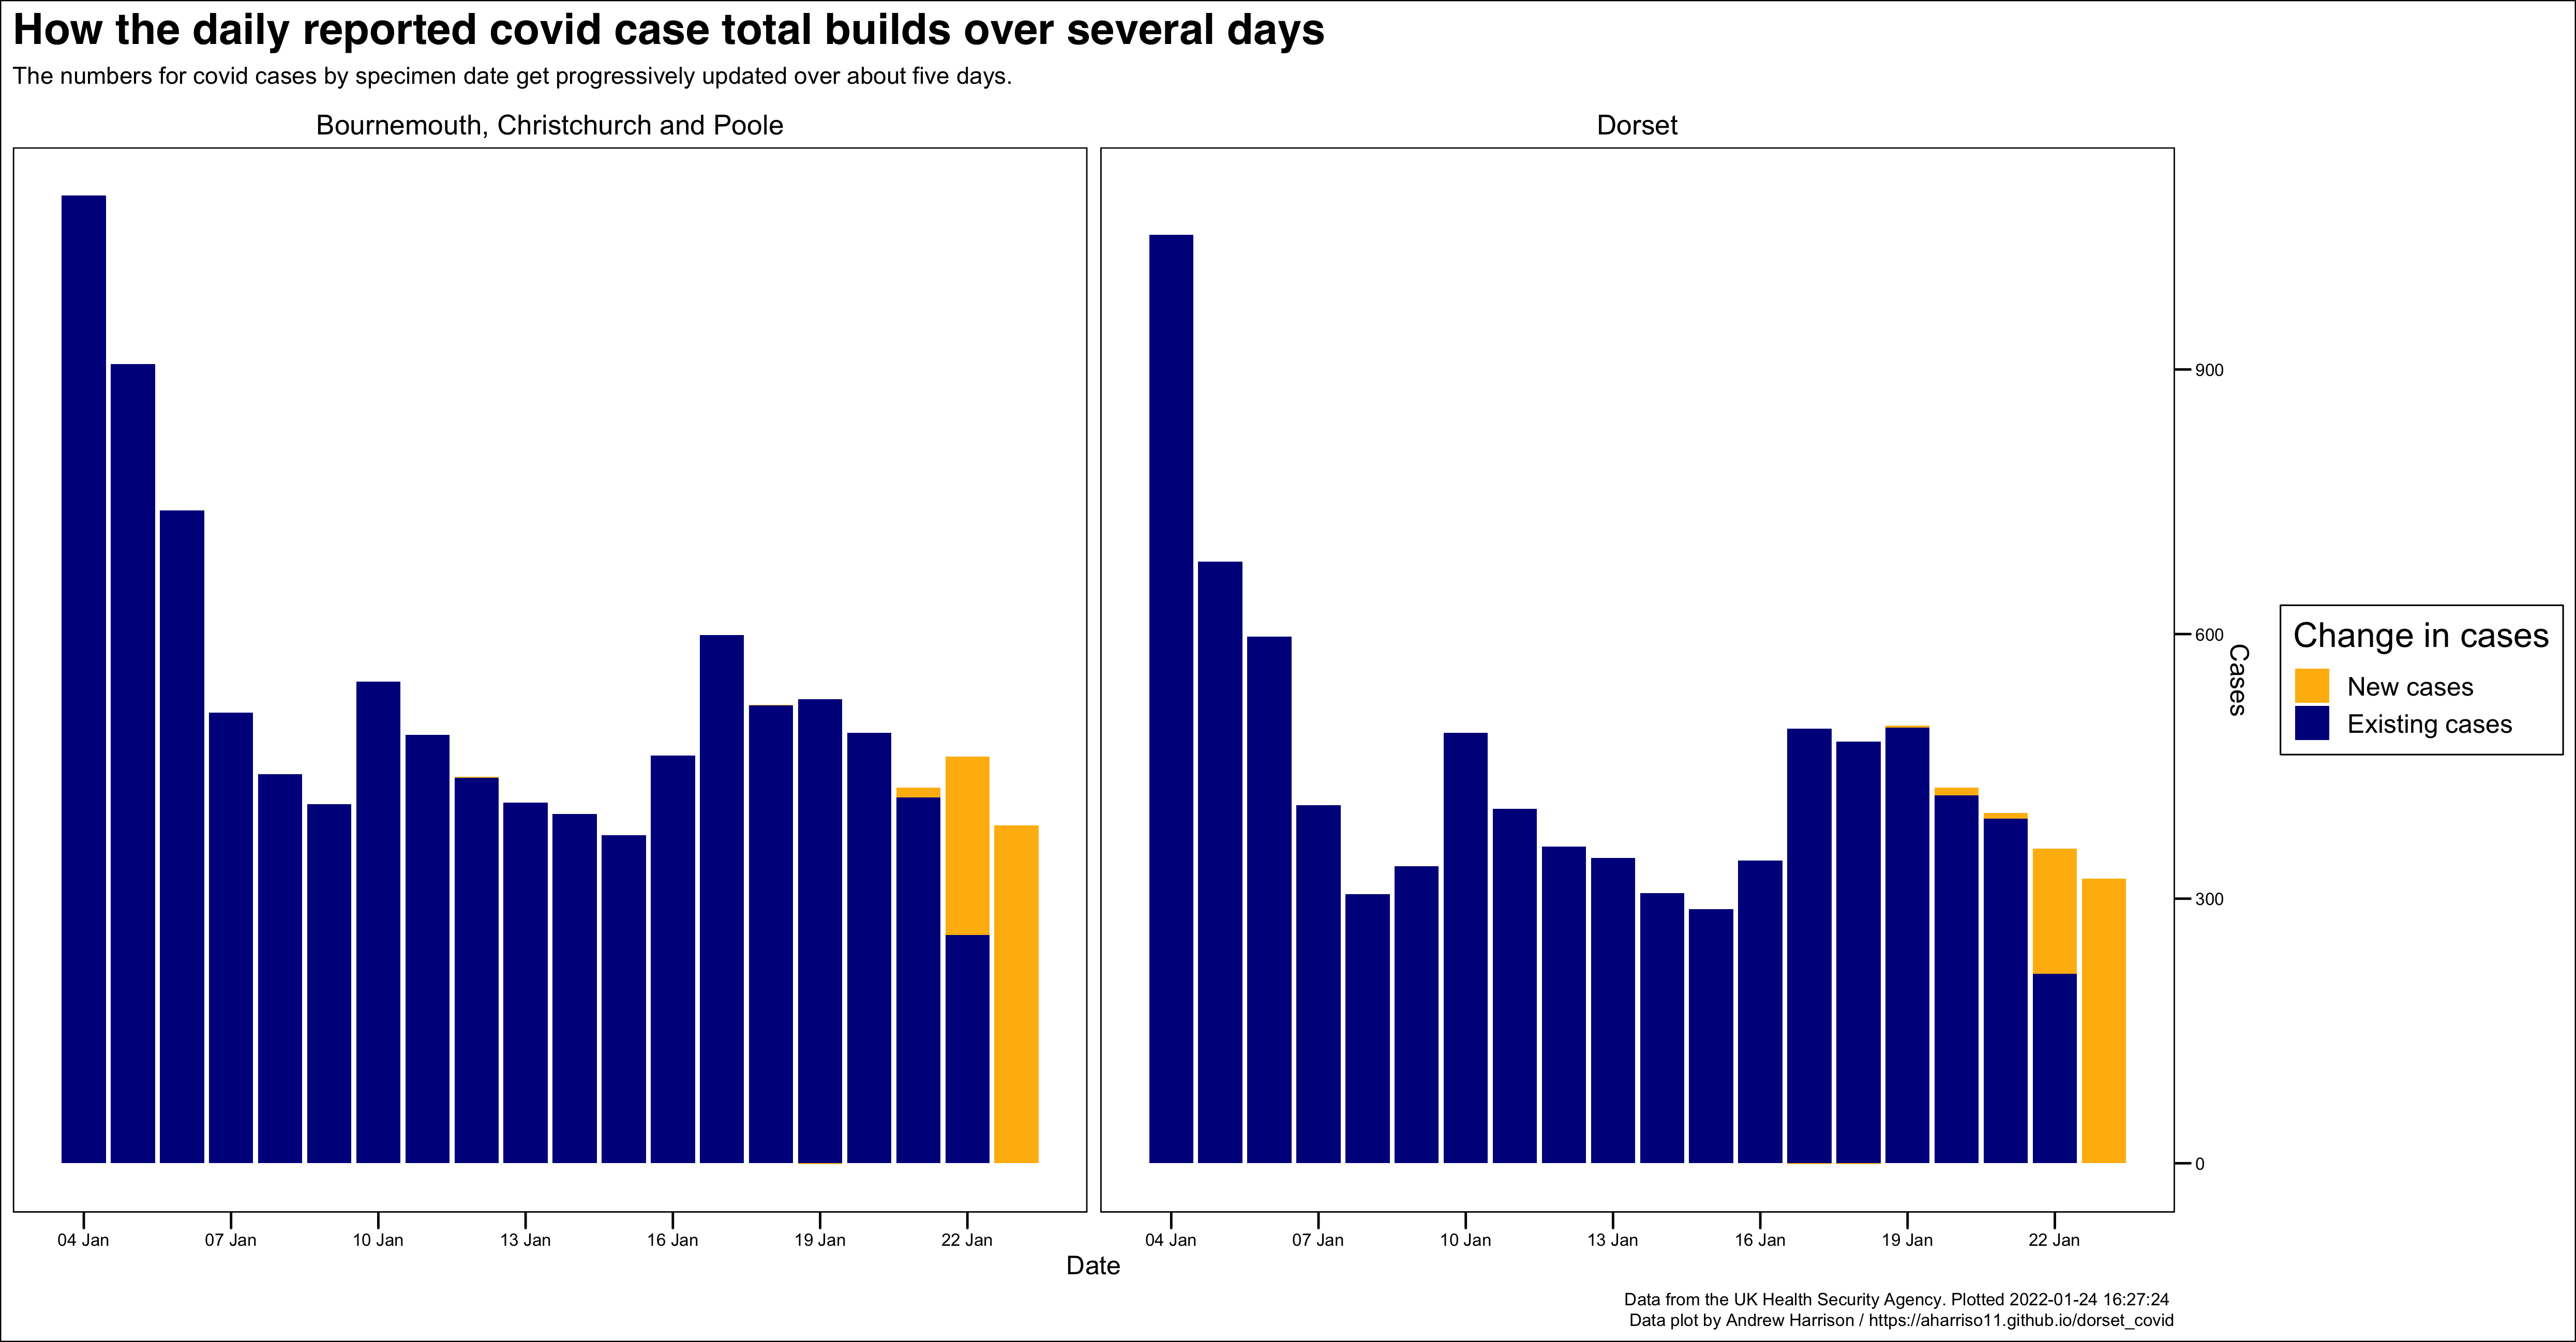 How the daily reported covid case total builds over several days
The numbers for covid cases by specimen date get progressively updated over about five days.
Bournemouth, Christchurch and Poole
Dorset
900
600
300
0
Cases
Change in cases
New cases
Existing cases
04 Jan 07 Jan 10 Jan 13 Jan 16 Jan 19 Jan 22 Jan
04 Jan 07 Jan 10 Jan 13 Jan 16 Jan 19 Jan 22 Jan
Date
Data from the UK Health Security Agency. Plotted 2022-01-24 16:27:24
Data plot by Andrew Harrison / https://aharriso11.github.io/dorset_covid